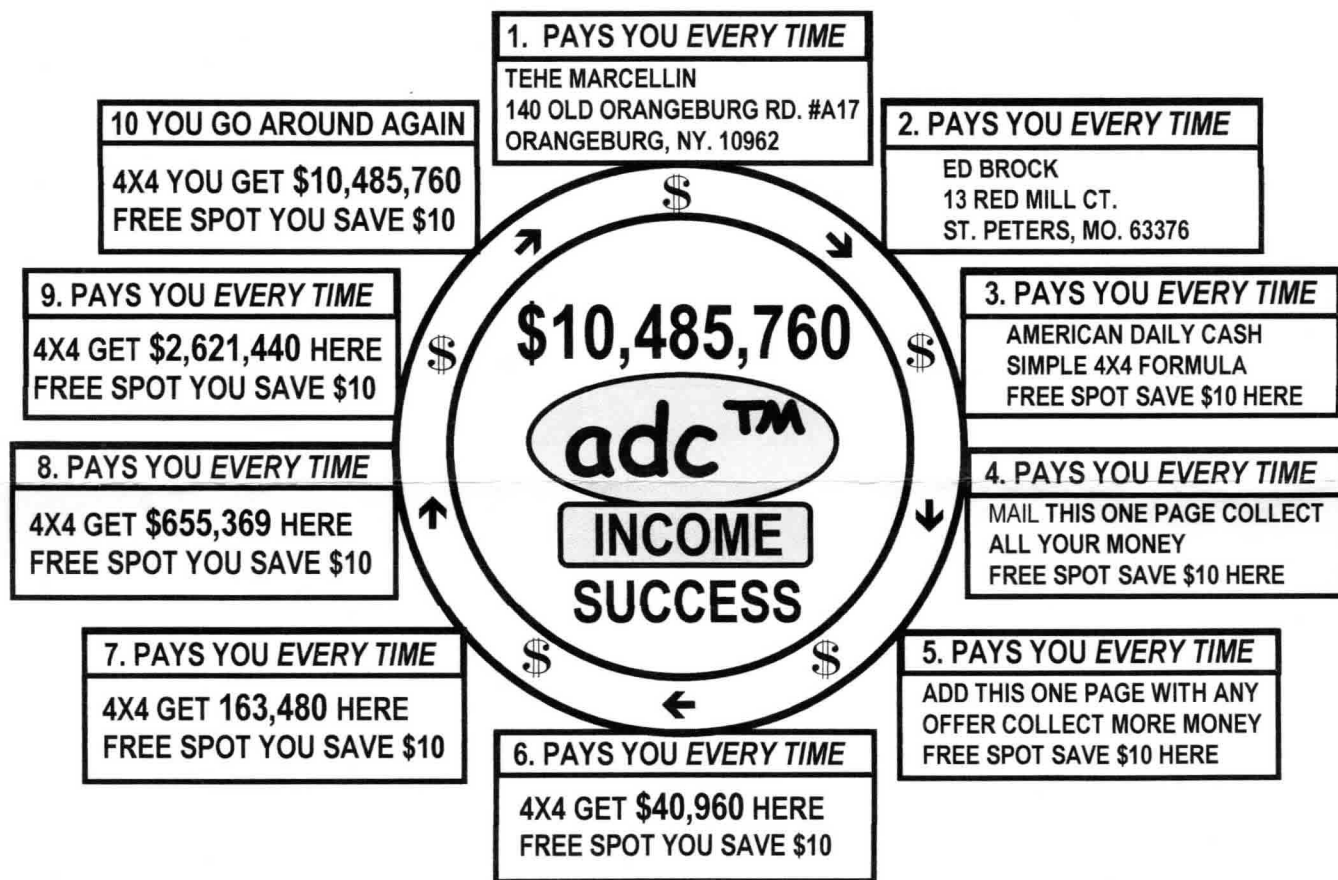 1. PAYS YOU EVERY TIME
TEHE MARCELLIN
140 OLD ORANGEBURG RD. #A17
ORANGEBURG, NY. 10962
2. PAYS YOU EVERY TIME
ED BROCK
13 RED MILL CT.
ST. PETERS, MO. 63376
3. PAYS YOU EVERY TIME
AMERICAN DAILY CASH
SIMPLE 4X4 FORMULA
FREE SPOT SAVE $10 HERE
4. PAYS YOU EVERY TIME
MAIL THIS ONE PAGE COLLECT
ALL YOUR MONEY
FREE SPOT SAVE $10 HERE
5. PAYS YOU EVERY TIME
ADD THIS ONE PAGE WITH ANY
OFFER COLLECT MORE MONEY
FREE SPOT SAVE $10 HERE
6. PAYS YOU EVERY TIME
4X4 GET $40,960 HERE
FREE SPOT YOU SAVE $10
7. PAYS YOU EVERY TIME
4X4 GET 163,480 HERE
FREE SPOT YOU SAVE $10
8. PAYS YOU EVERY TIME
4X4 GET $655,369 HERE
FREE SPOT YOU SAVE $10
9. PAYS YOU EVERY TIME
4X4 GET $2,621,440 HERE
FREE SPOT YOU SAVE $10
10 YOU GO AROUND AGAIN
4X4 YOU GET $10,485,760
FREE SPOT YOU SAVE $10
$
$
$
$
$
$10,485,760
adc™
INCOME
SUCCESS